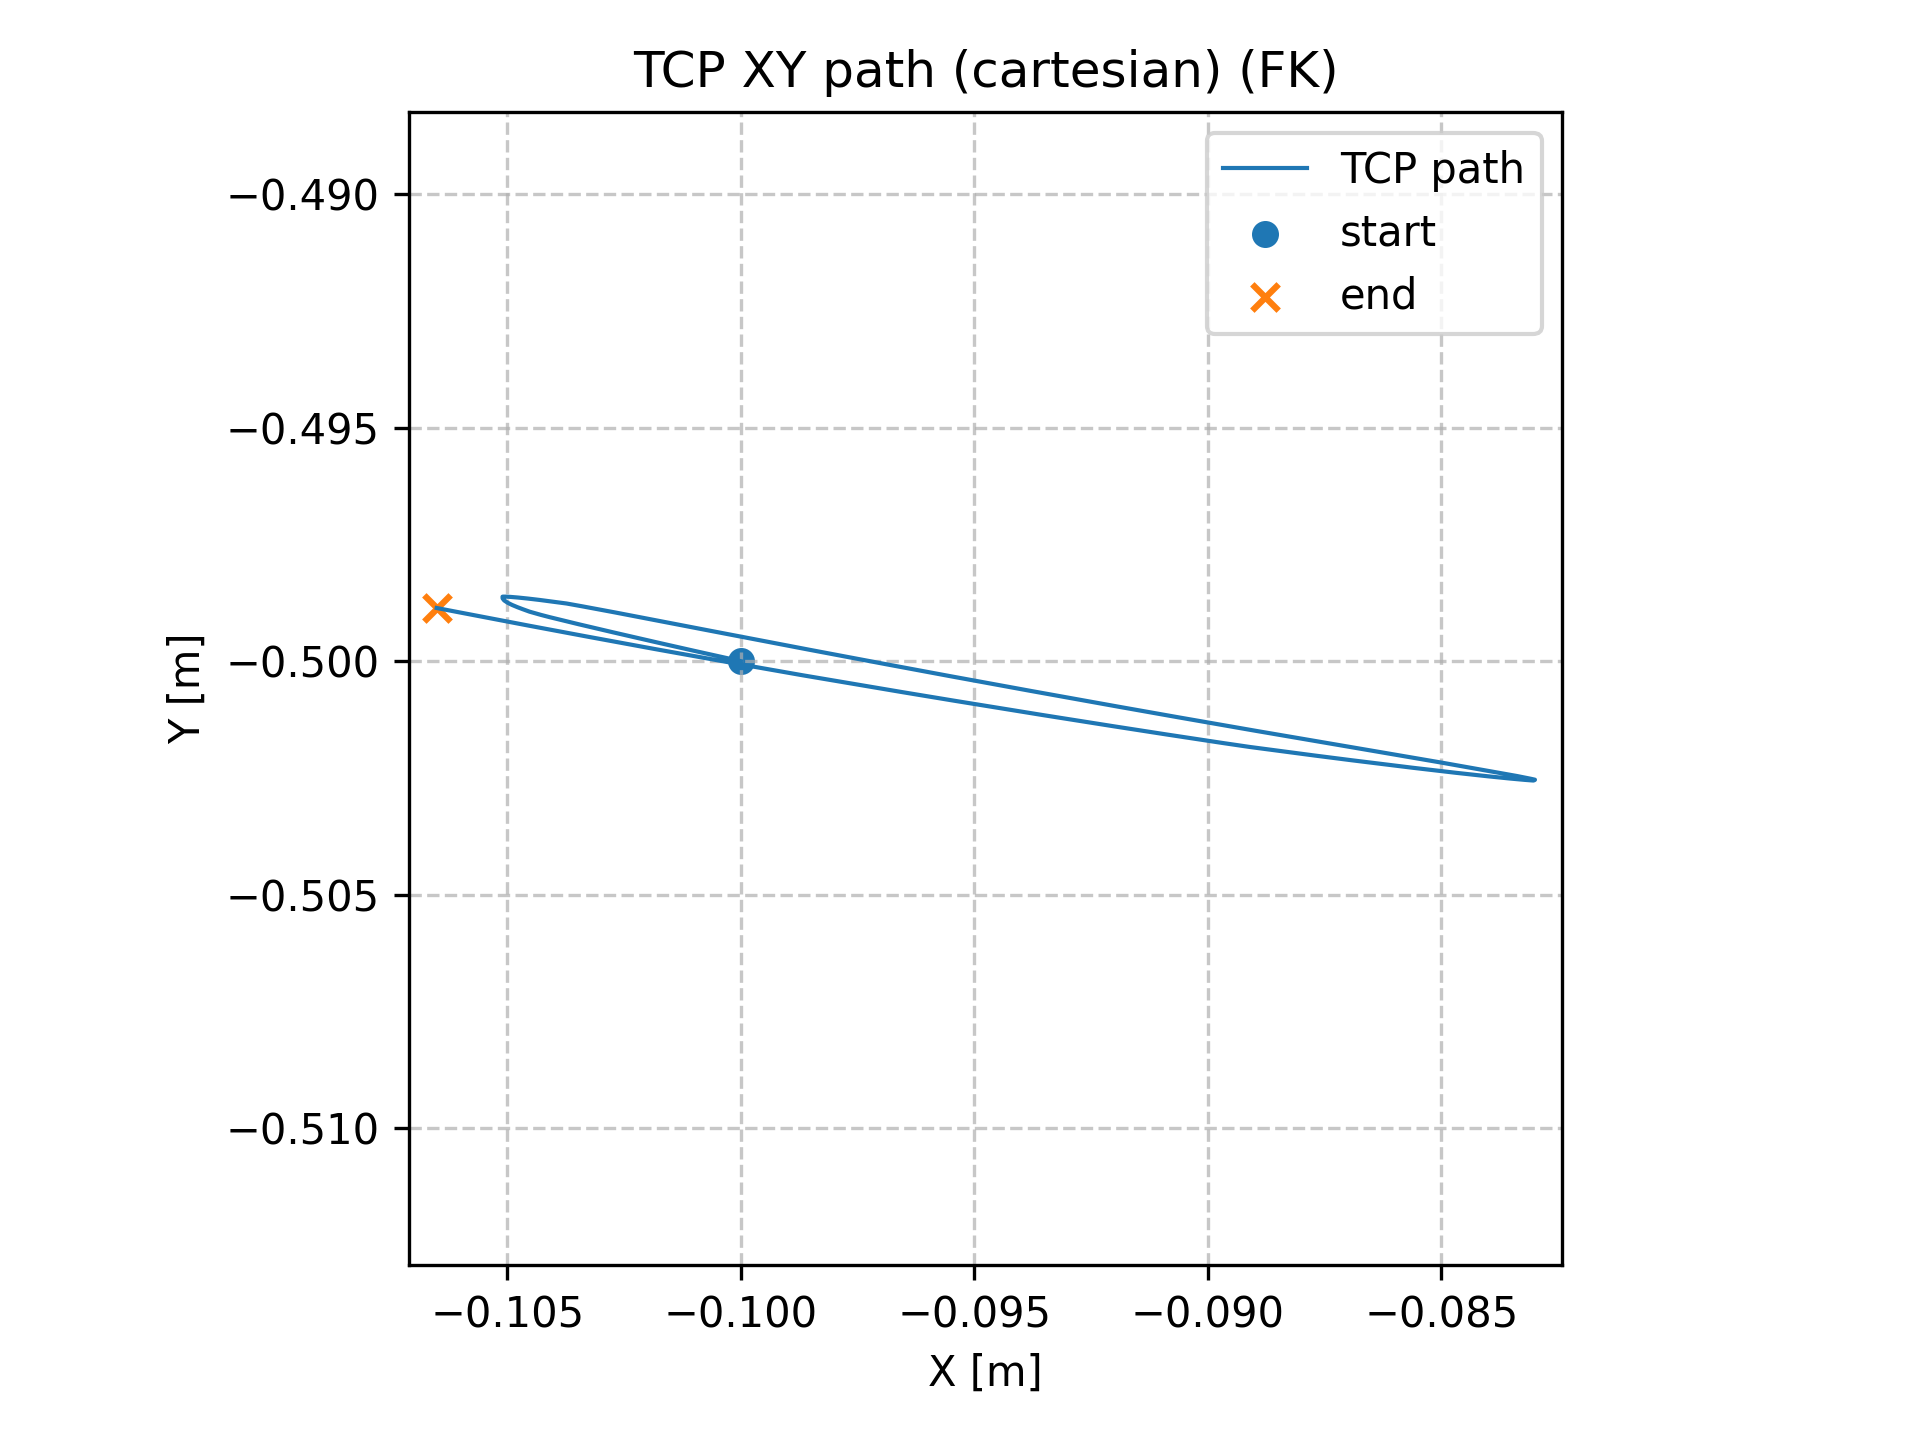 TCP XY path (cartesian) (FK)
TCP path
start
end
−0.490
−0.495
−0.500
−0.505
−0.510
Y [m]
−0.105
−0.100
−0.095
−0.090
−0.085
X [m]